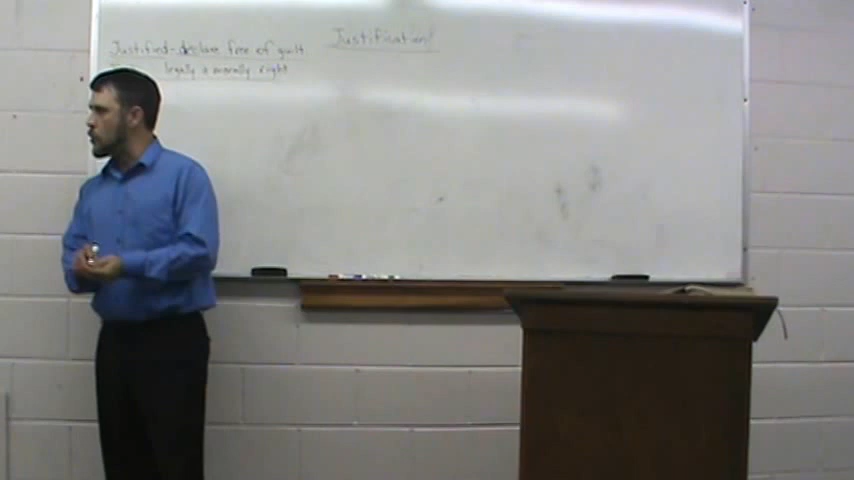 Justification!
Justified - declare free of guilt
legally & morally right